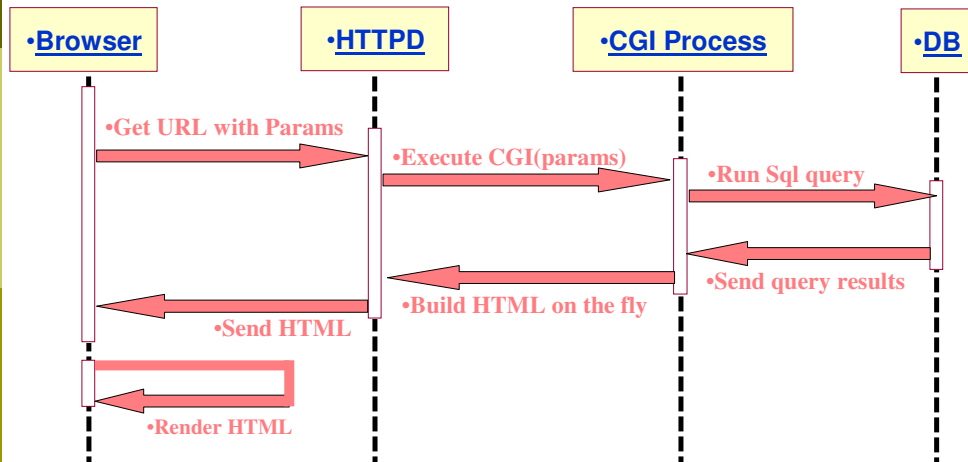 •Browser
•HTTPD
•CGI Process
•DB
•Get URL with Params
•Execute CGI(params)
•Run Sql query
•Send query results
•Build HTML on the fly
•Send HTML
•Render HTML